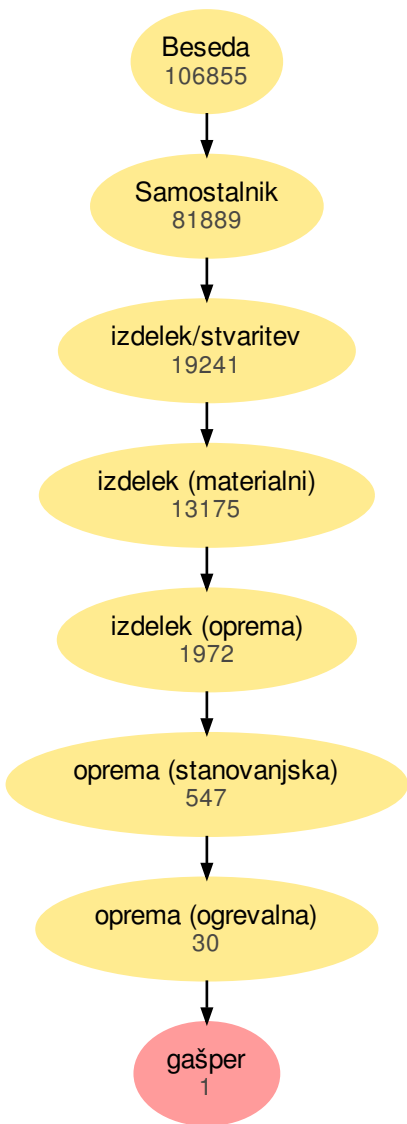 Beseda
106855
Samostalnik
81889
izdelek/stvaritev
19241
izdelek (materialni)
13175
izdelek (oprema)
1972
oprema (stanovanjska)
547
oprema (ogrevalna)
30
gašper
1